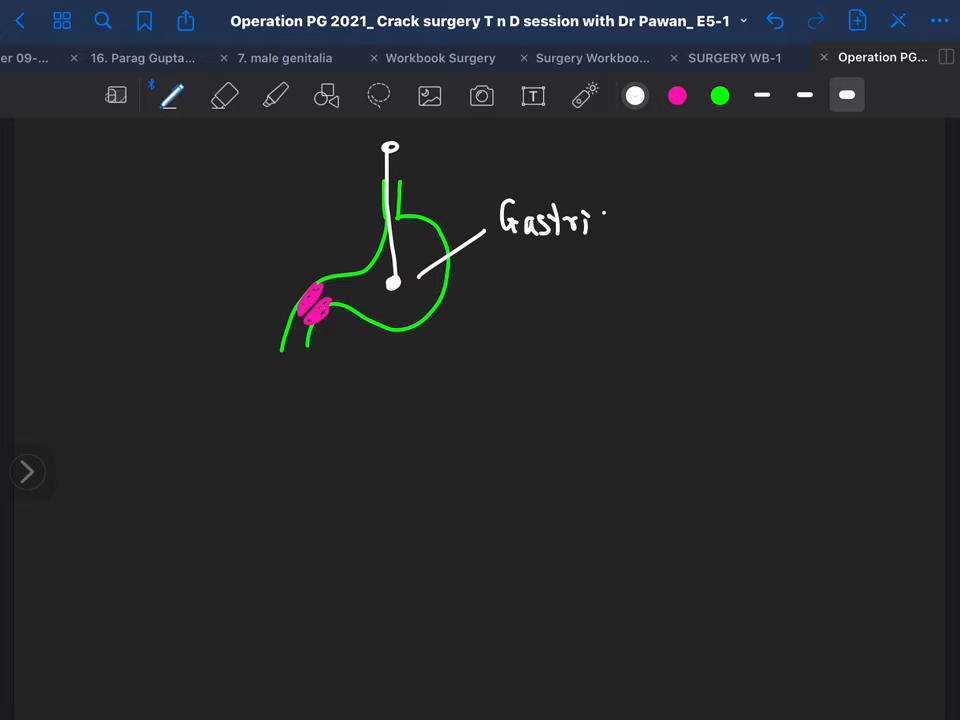 Operation PG 2021_ Crack surgery T n D session with Dr Pawan_ E5-1
er 09-... 16. Parag Gupta... 7. male genitalia Workbook Surgery Surgery Workboo... SURGERY WB-1 Operation PG...
T
Gastri